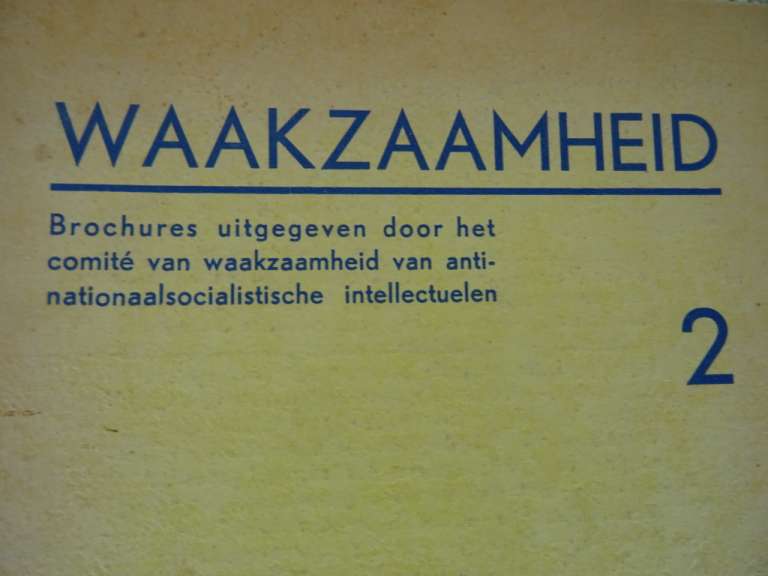 WAAKZAAMHEID
Brochures uitgegeven door het
comité van waakzaamheid van anti-
nationaalsocialistische intellectuelen
2